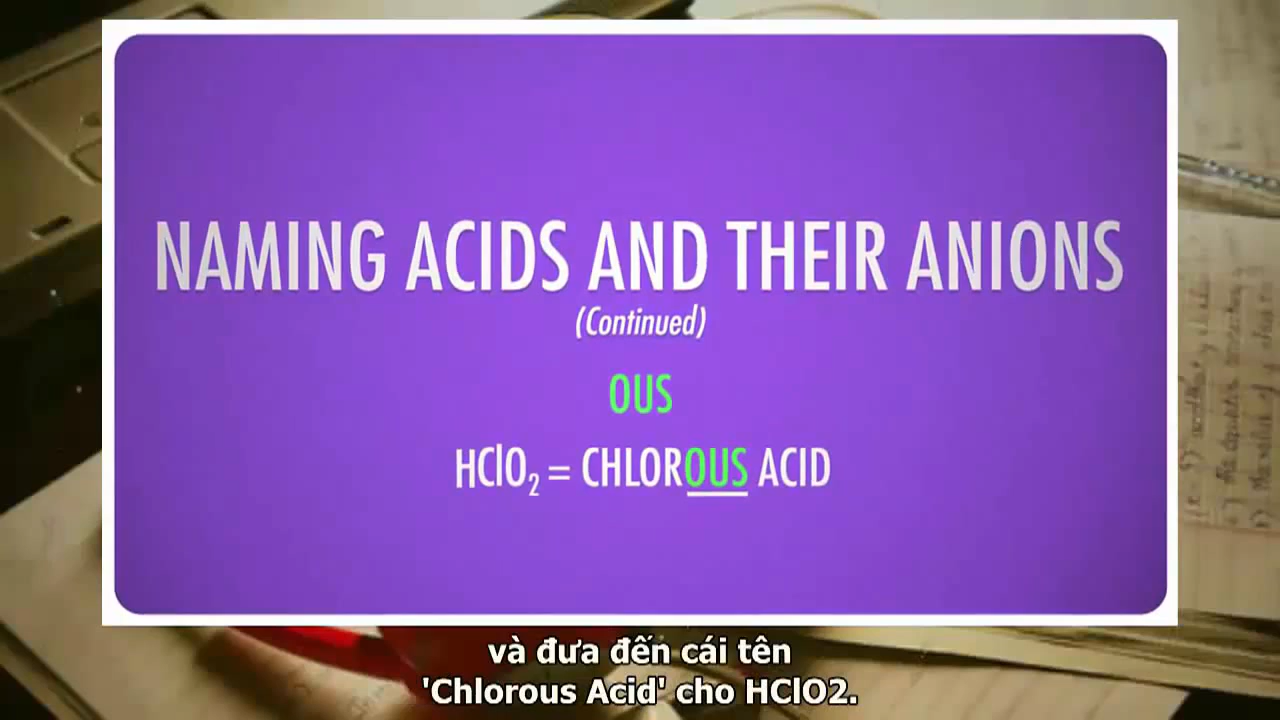 NAMING ACIDS AND THEIR ANIONS
(Continued)
OUS
HClO₂ = CHLOROUS ACID
và đưa đến cái tên
'Chlorous Acid' cho HClO2.